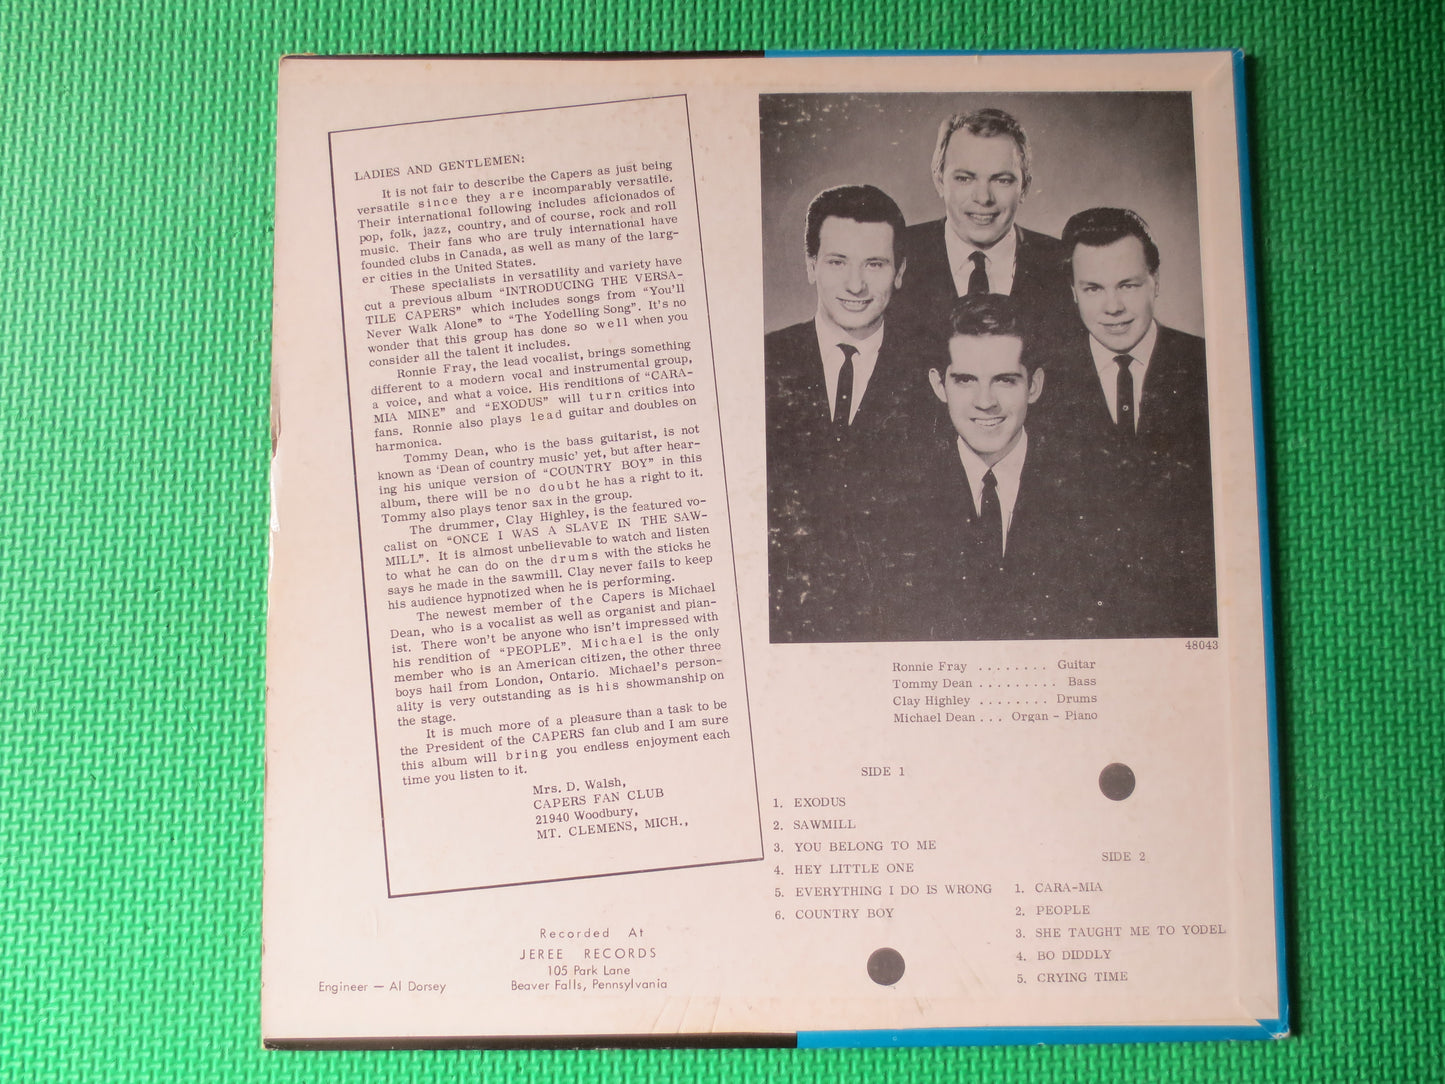 LADIES AND GENTLEMEN:
It is not fair to describe the Capers as just being
versatile since they are incomparably versatile.
Their international following includes aficionados of
pop, folk, jazz, country, and of course, rock and roll
music. Their fans who are truly international have
founded clubs in Canada, as well as many of the larg-
er cities in the United States.
These specialists in versatility and variety have
cut a previous album "INTRODUCING THE VERSA-
TILE CAPERS" which includes songs from "You'll
Never Walk Alone" to "The Yodelling Song". It's no
wonder that this group has done so well when you
consider all the talent it includes.
Ronnie Fray, the lead vocalist, brings something
different to a modern vocal and instrumental group,
a voice, and what a voice. His renditions of "CARA-
MIA MINE" and "EXODUS" will turn critics into
fans. Ronnie also plays lead guitar and doubles on
harmonica.
Tommy Dean, who is the bass guitarist, is not
known as 'Dean of country music' yet, but after hear-
ing his unique version of "COUNTRY BOY" in this
album, there will be no doubt he has a right to it.
Tommy also plays tenor sax in the group.
The drummer, Clay Highley, is the featured vo-
calist on "ONCE I WAS A SLAVE IN THE SAW-
MILL". It is almost unbelievable to watch and listen
to what he can do on the drums with the sticks he
says he made in the sawmill. Clay never fails to keep
his audience hypnotized when he is performing.
The newest member of the Capers is Michael
Dean, who is a vocalist as well as organist and pian-
ist. There won't be anyone who isn't impressed with
his rendition of "PEOPLE". Michael is the only
member who is an American citizen, the other three
boys hail from London, Ontario. Michael's person-
ality is very outstanding as is his showmanship on
the stage.
It is much more of a pleasure than a task to be
the President of the CAPERS fan club and I am sure
this album will bring you endless enjoyment each
time you listen to it.
Mrs. D. Walsh,
CAPERS FAN CLUB
21940 Woodbury,
MT. CLEMENS, MICH.,
Recorded At
JEREE RECORDS
105 Park Lane
Beaver Falls, Pennsylvania
Engineer — Al Dorsey
48043
Ronnie Fray ........ Guitar
Tommy Dean ......... Bass
Clay Highley ........ Drums
Michael Dean ... Organ - Piano
SIDE 1
1. EXODUS
2. SAWMILL
3. YOU BELONG TO ME
4. HEY LITTLE ONE
5. EVERYTHING I DO IS WRONG
6. COUNTRY BOY
SIDE 2
1. CARA-MIA
2. PEOPLE
3. SHE TAUGHT ME TO YODEL
4. BO DIDDLY
5. CRYING TIME